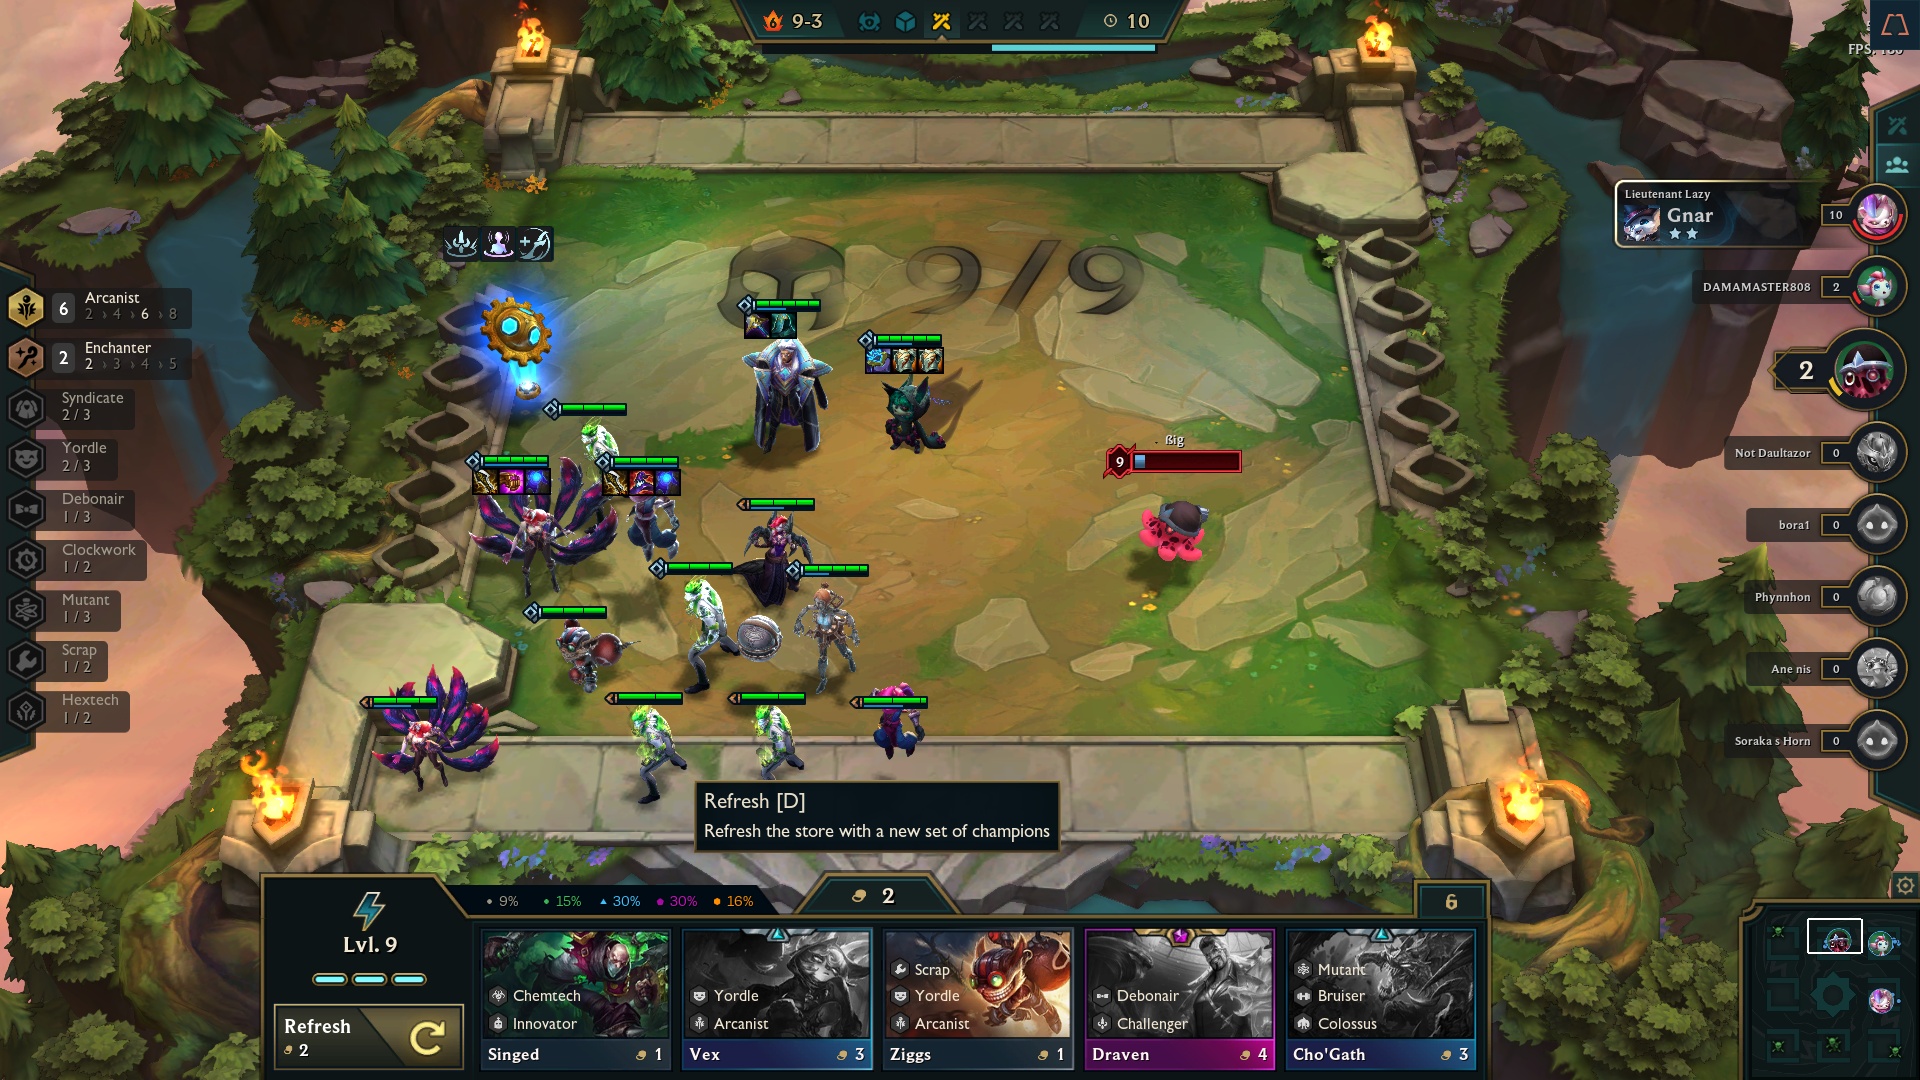 9-3
10
FPS:
Lieutenant Lazy
Gnar
10
DAMAMASTER808
2
2
Not Daultazor
0
bora1
0
Phynnhon
0
Ane nis
0
Soraka s Horn
0
6
Arcanist
2 › 4 › 6 › 8
2
Enchanter
2 › 3 › 4 › 5
Syndicate
2 / 3
Yordle
2 / 3
Debonair
1 / 3
Clockwork
1 / 2
Mutant
1 / 3
Scrap
1 / 2
Hextech
1 / 2
9/9
9
Refresh [D]
Refresh the store with a new set of champions
9%
15%
30%
30%
16%
2
6
Lvl. 9
Refresh
2
Chemtech
Innovator
Singed
1
Yordle
Arcanist
Vex
3
Scrap
Yordle
Arcanist
Ziggs
1
Debonair
Challenger
Draven
4
Mutant
Bruiser
Colossus
Cho'Gath
3